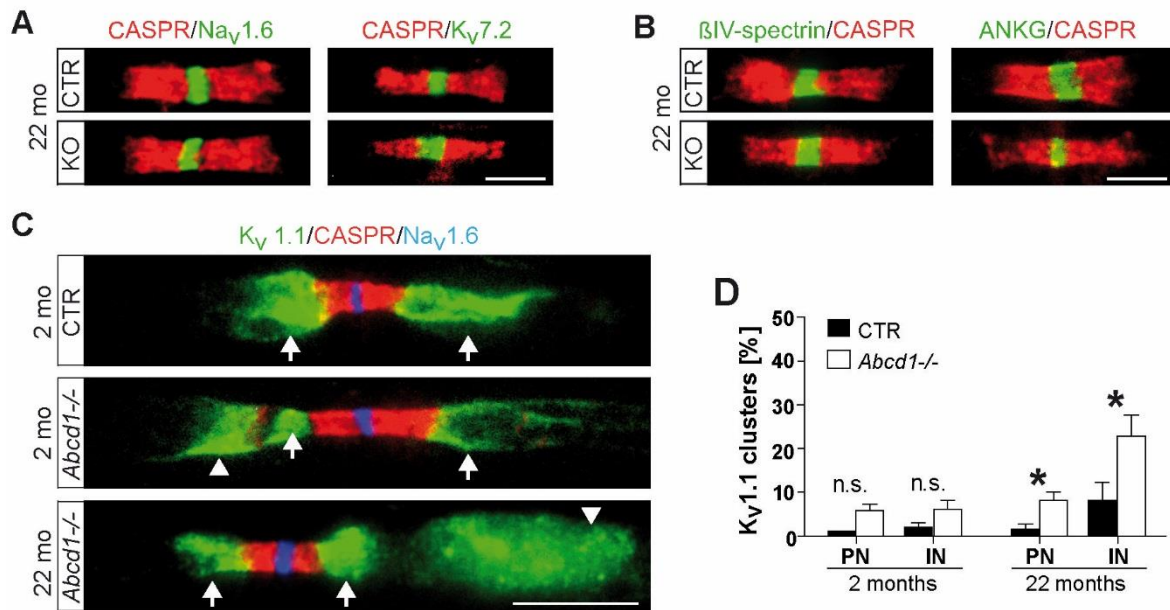 A
CASPR/Nav1.6
CASPR/Kv7.2
22 mo
CTR
KO
B
ßIV-spectrin/CASPR
ANKG/CASPR
22 mo
CTR
KO
C
Kv 1.1/CASPR/Nav1.6
2 mo
CTR
2 mo
Abcd1-/-
22 mo
Abcd1-/-
D
CTR
Abcd1-/-
Kv1.1 clusters [%]
50
40
30
20
10
0
n.s.
n.s.
*
*
PN IN PN IN
2 months 22 months